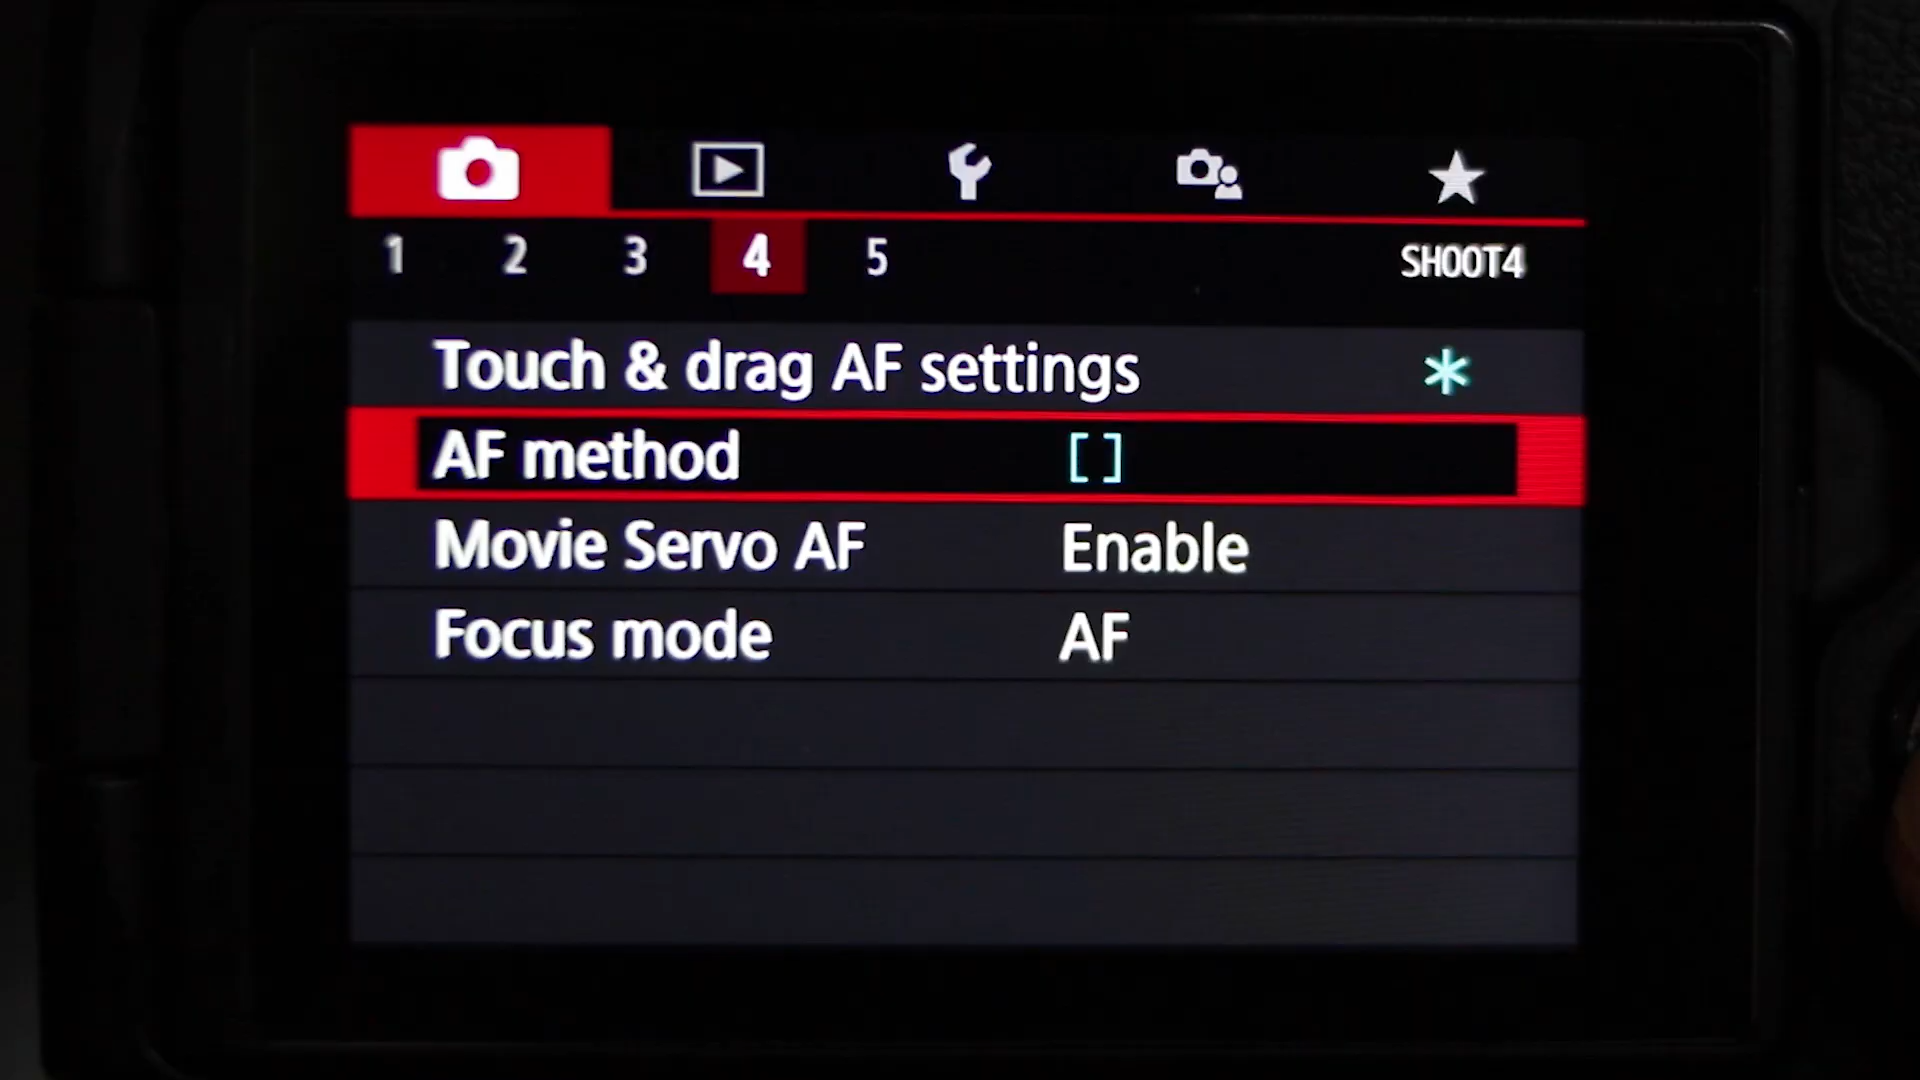 1 2 3 4 5 SHOOT4
Touch & drag AF settings *
AF method [ ]
Movie Servo AF Enable
Focus mode AF